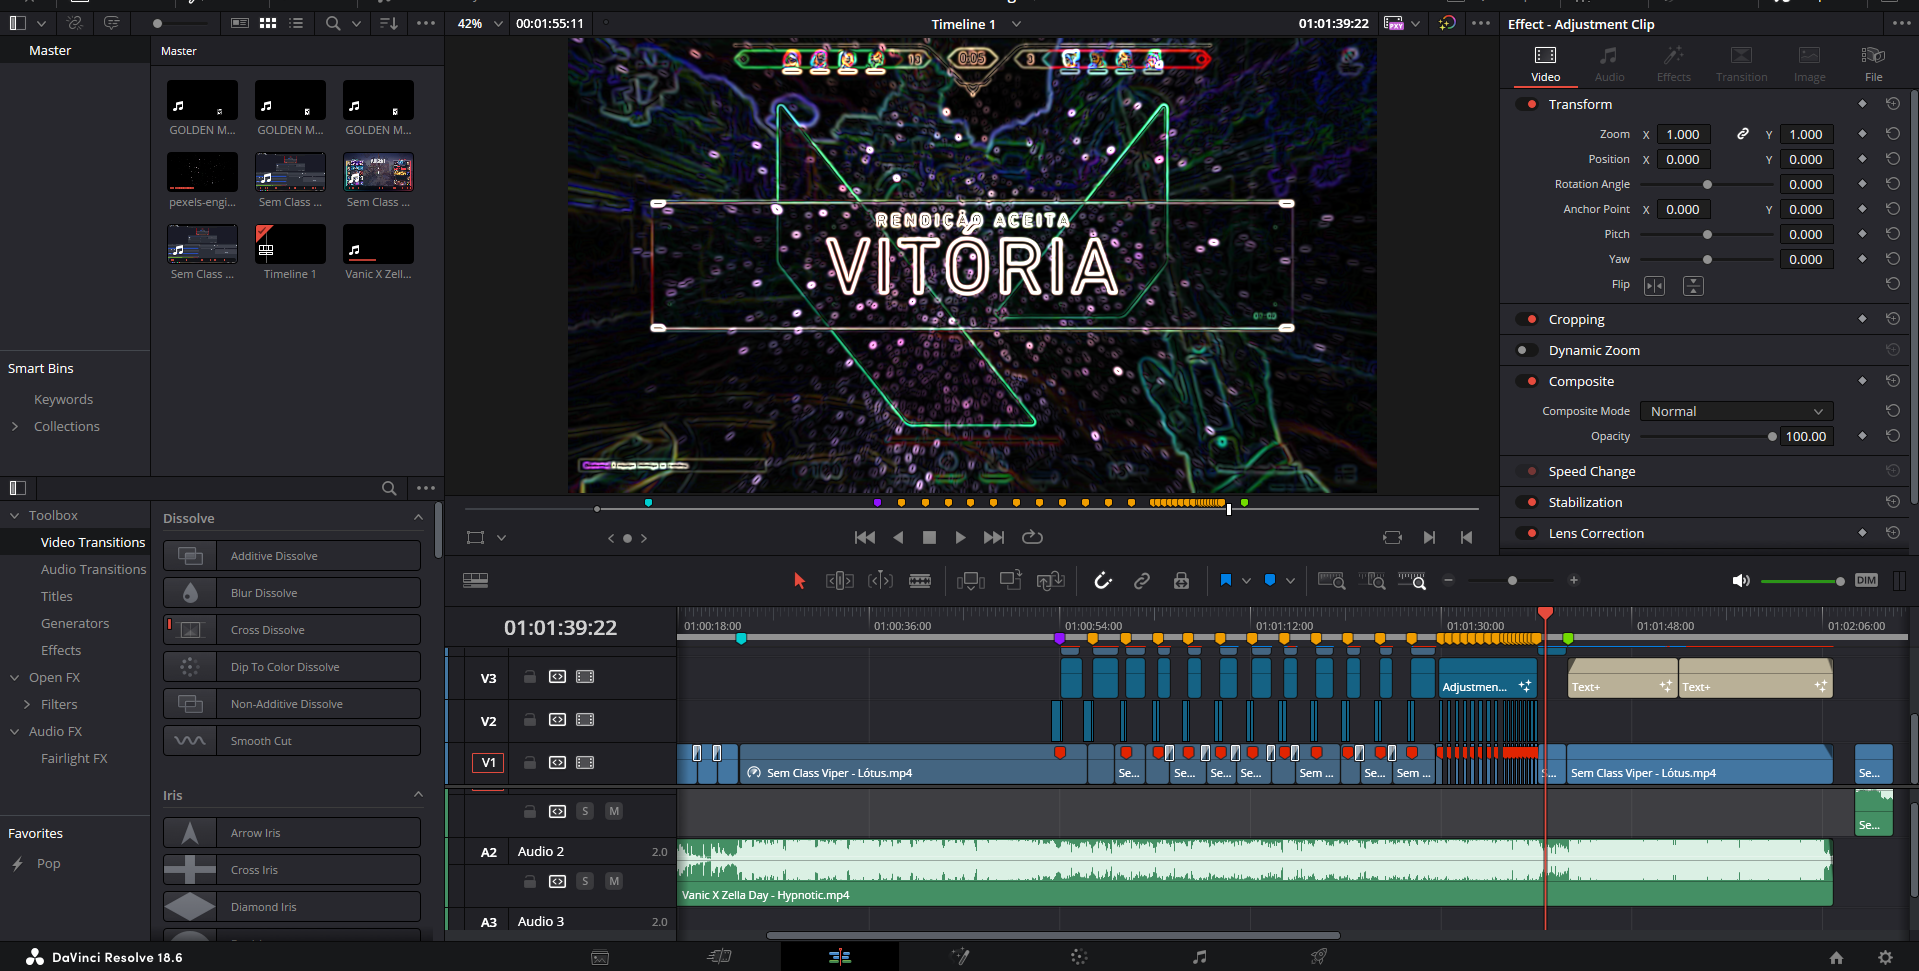 42%
00:01:55:11
Timeline 1
01:01:39:22
PXY
Effect - Adjustment Clip
Master
Master
Video
Audio
Effects
Transition
Image
File
GOLDEN M...
GOLDEN M...
GOLDEN M...
pexels-engi...
Sem Class ...
Sem Class ...
Sem Class ...
Timeline 1
Vanic X Zell...
13
0:05
3
RENDIÇÃO ACEITA
VITÓRIA
Transform
Zoom
X
1.000
Y
1.000
Position
X
0.000
Y
0.000
Rotation Angle
0.000
Anchor Point
X
0.000
Y
0.000
Pitch
0.000
Yaw
0.000
Flip
Cropping
Dynamic Zoom
Composite
Composite Mode
Normal
Opacity
100.00
Speed Change
Stabilization
Lens Correction
Smart Bins
Keywords
Collections
Toolbox
Video Transitions
Audio Transitions
Titles
Generators
Effects
Open FX
Filters
Audio FX
Fairlight FX
Favorites
Pop
Dissolve
Additive Dissolve
Blur Dissolve
Cross Dissolve
Dip To Color Dissolve
Non-Additive Dissolve
Smooth Cut
Iris
Arrow Iris
Cross Iris
Diamond Iris
DIM
01:01:39:22
01:00:18:00
01:00:36:00
01:00:54:00
01:01:12:00
01:01:30:00
01:01:48:00
01:02:06:00
V3
Adjustmen...
Text+
Text+
V2
V1
Sem Class Viper - Lótus.mp4
Se...
Se...
Se...
Se...
Sem ...
Se...
Sem ...
S...
Sem Class Viper - Lótus.mp4
Se...
S
M
Se...
A2
Audio 2
2.0
S
M
Vanic X Zella Day - Hypnotic.mp4
A3
Audio 3
2.0
DaVinci Resolve 18.6